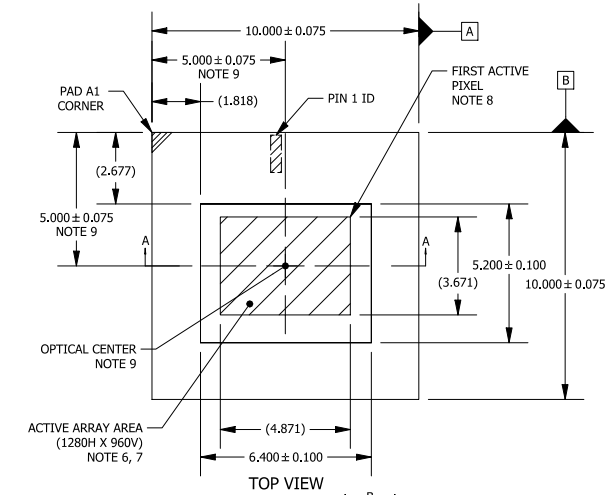 10.000 ± 0.075
A
5.000 ± 0.075
NOTE 9
FIRST ACTIVE
PIXEL
NOTE 8
B
PAD A1
CORNER
(1.818)
PIN 1 ID
(2.677)
5.000 ± 0.075
NOTE 9
A
A
5.200 ± 0.100
(3.671)
10.000 ± 0.075
OPTICAL CENTER
NOTE 9
ACTIVE ARRAY AREA
(1280H X 960V)
NOTE 6, 7
(4.871)
6.400 ± 0.100
TOP VIEW
B